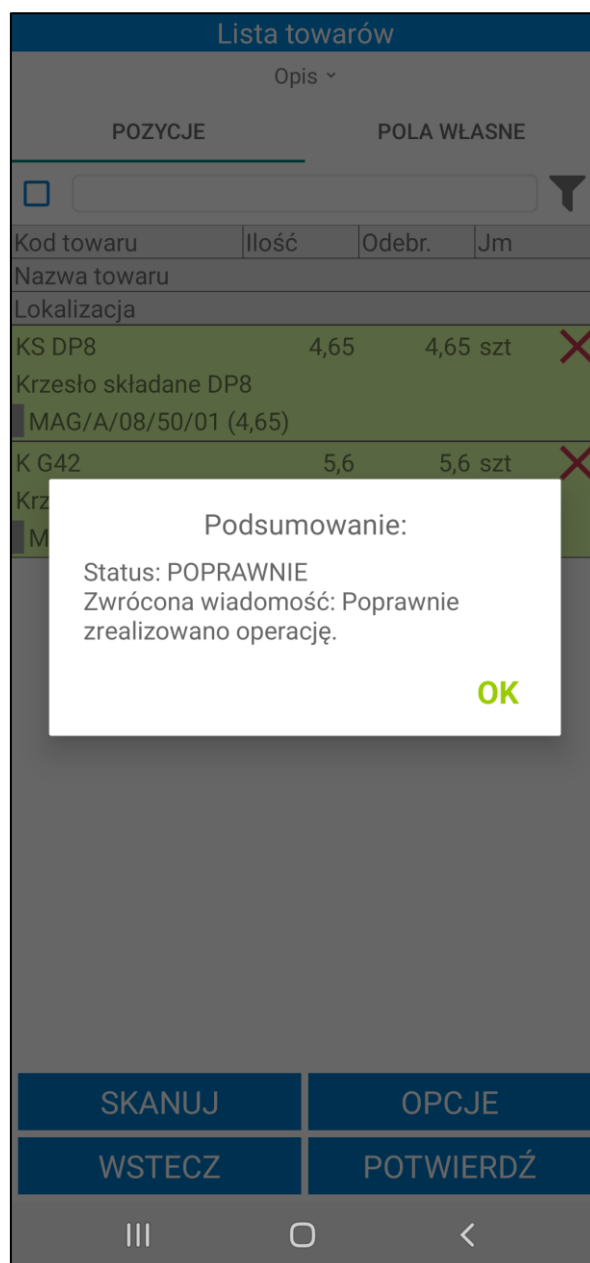 Lista towarów
Opis
POZYCJE POLA WŁASNE
Kod towaru Ilość Odebr. Jm
Nazwa towaru
Lokalizacja
KS DP8 4,65 4,65 szt
Krzesło składane DP8
MAG/A/08/50/01 (4,65)
K G42 5,6 5,6 szt
Krz
M
Podsumowanie:
Status: POPRAWNIE
Zwrócona wiadomość: Poprawnie
zrealizowano operację.
OK
SKANUJ OPCJE
WSTECZ POTWIERDŹ